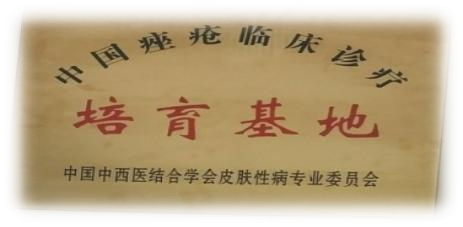 中国痤疮临床诊疗
培育基地
中国中西医结合学会皮肤性病专业委员会